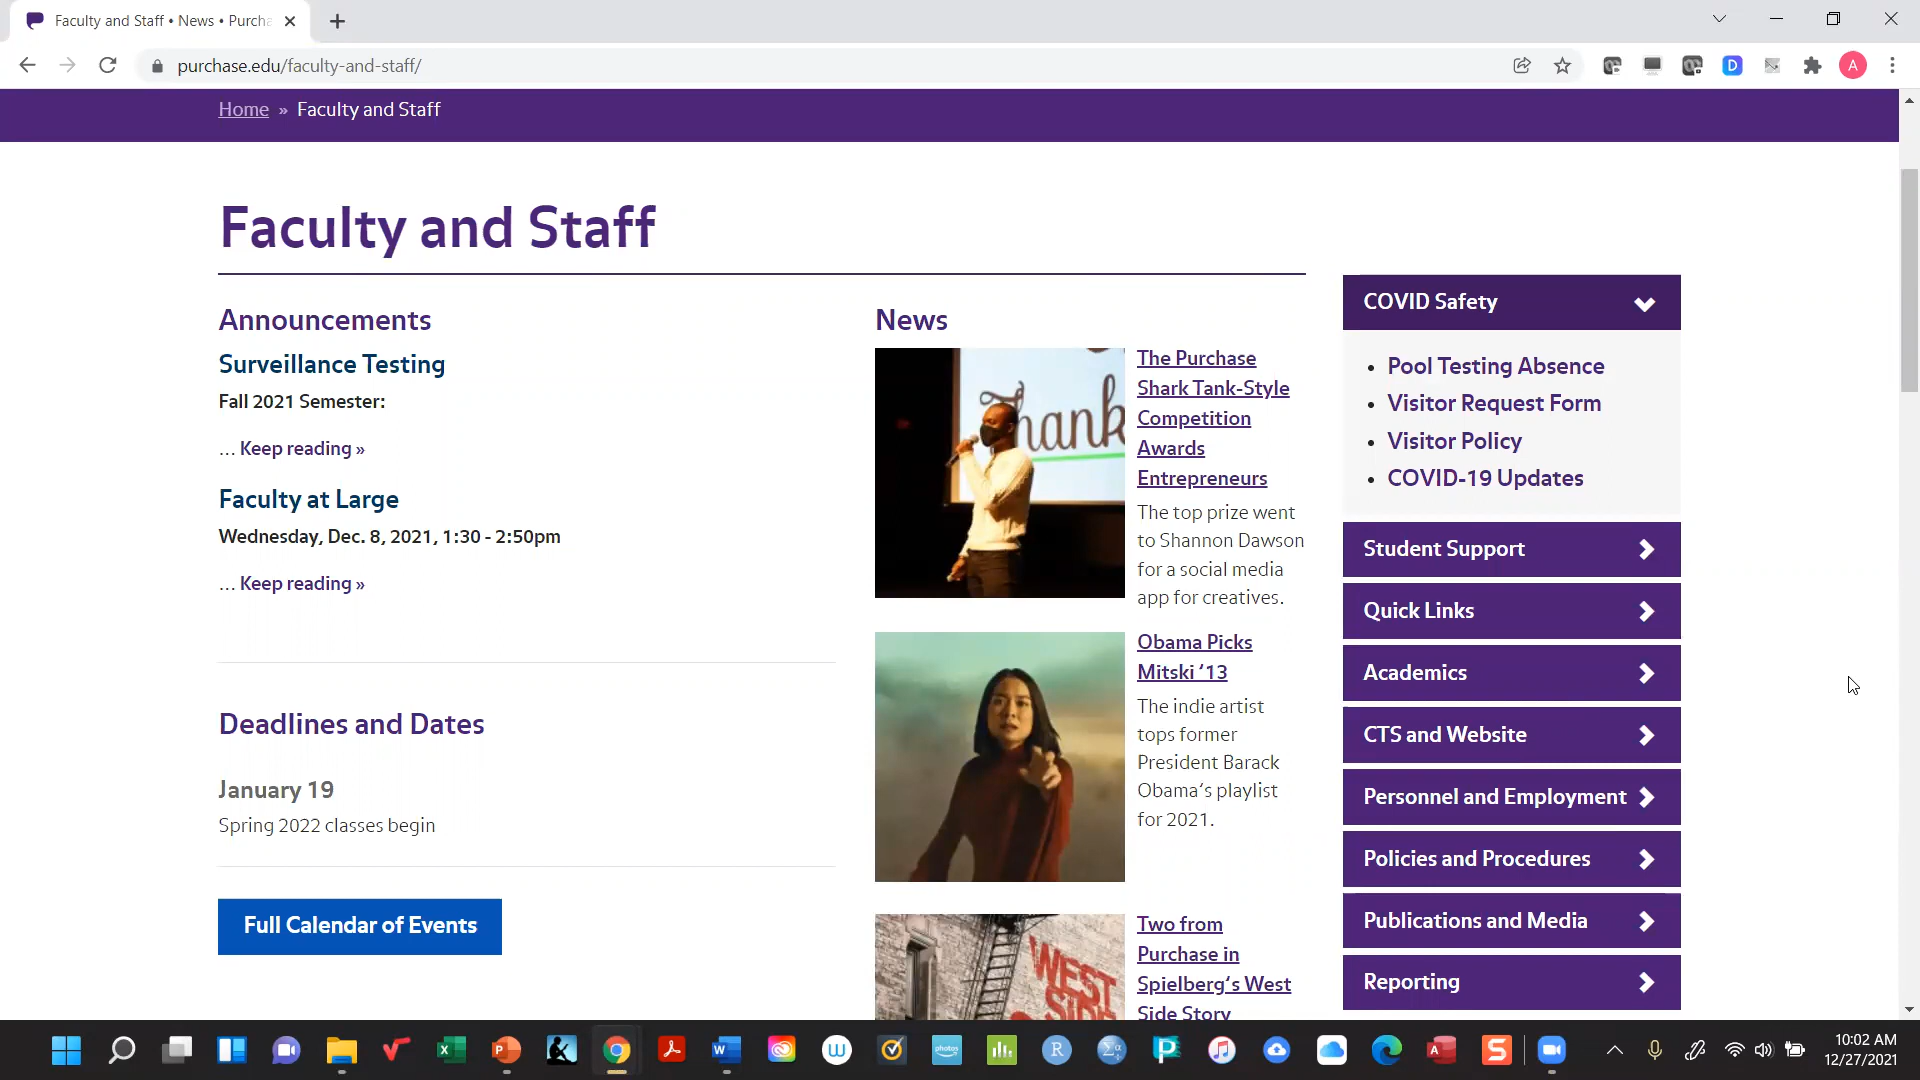 Faculty and Staff • News • Purcha
purchase.edu/faculty-and-staff/
A
Home » Faculty and Staff
Faculty and Staff
Announcements
Surveillance Testing
Fall 2021 Semester:
... Keep reading »
Faculty at Large
Wednesday, Dec. 8, 2021, 1:30 - 2:50pm
... Keep reading »
Deadlines and Dates
January 19
Spring 2022 classes begin
Full Calendar of Events
News
Thank
The Purchase
Shark Tank-Style
Competition
Awards
Entrepreneurs
The top prize went
to Shannon Dawson
for a social media
app for creatives.
Obama Picks
Mitski ‘13
The indie artist
tops former
President Barack
Obama’s playlist
for 2021.
WEST
SIDE
Two from
Purchase in
Spielberg’s West
Side Story
COVID Safety
• Pool Testing Absence
• Visitor Request Form
• Visitor Policy
• COVID-19 Updates
Student Support
Quick Links
Academics
CTS and Website
Personnel and Employment
Policies and Procedures
Publications and Media
Reporting
photos
10:02 AM
12/27/2021